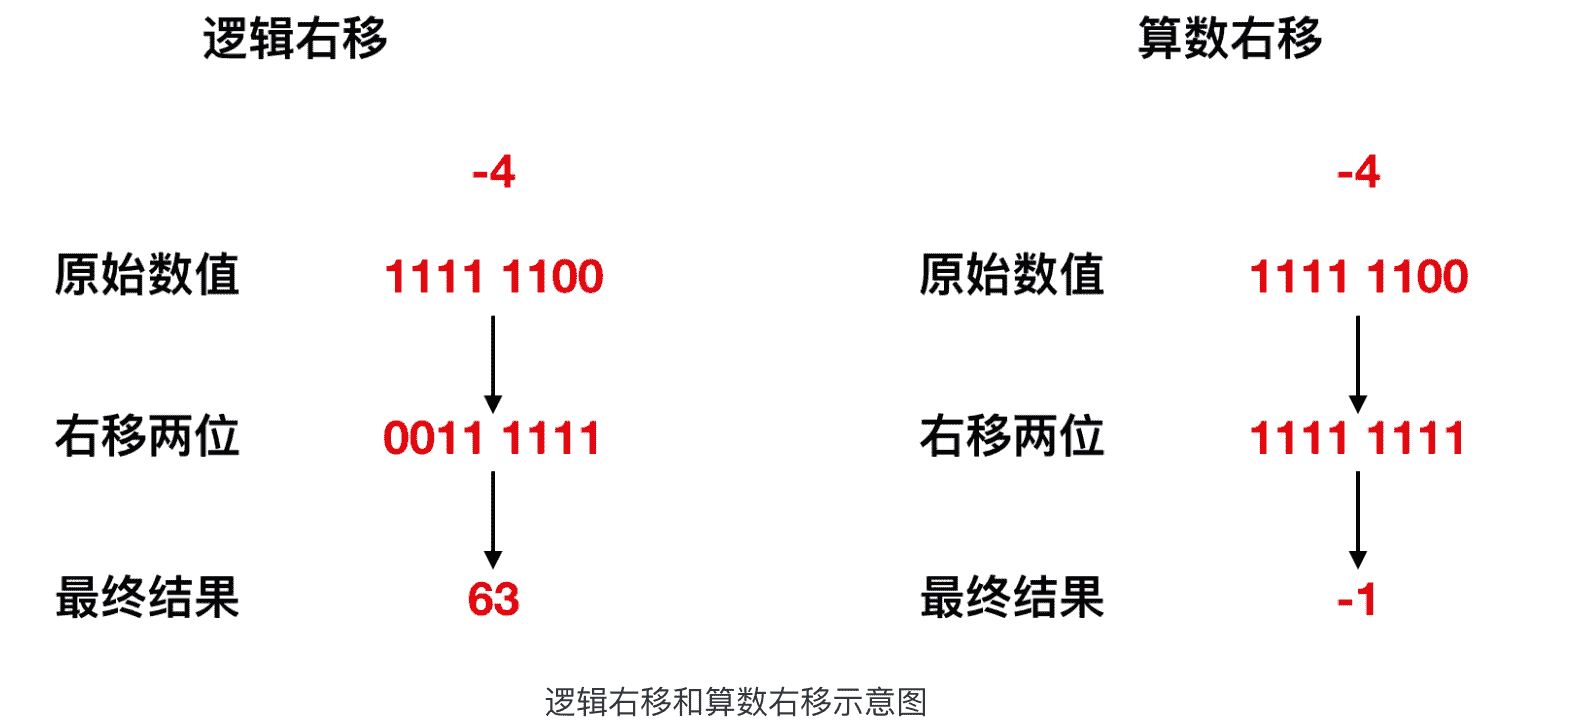 逻辑右移 算数右移
-4 -4
原始数值 1111 1100 原始数值 1111 1100
右移两位 0011 1111 右移两位 1111 1111
最终结果 63 最终结果 -1
逻辑右移和算数右移示意图